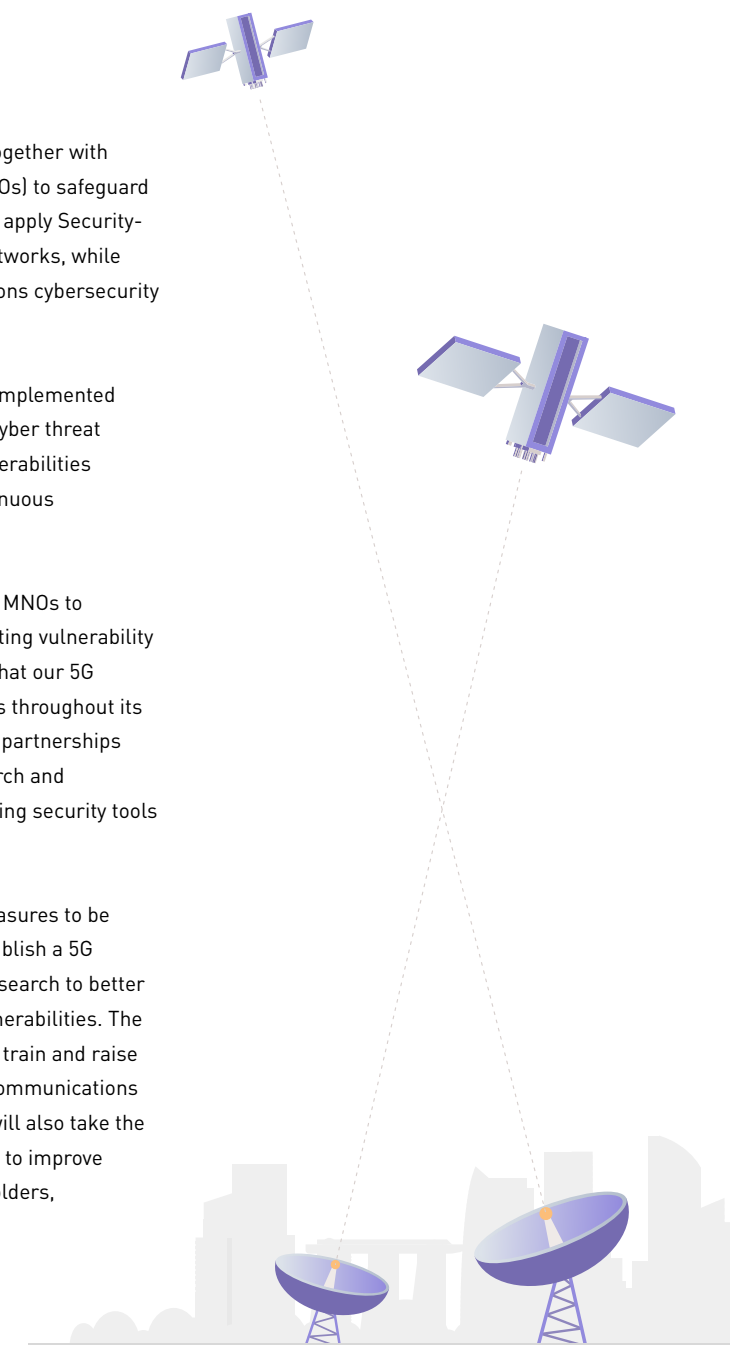 ogether with
Os) to safeguard
apply Security-
tworks, while
ons cybersecurity
mplemented
yber threat
erabilities
nuous
MNOs to
ting vulnerability
hat our 5G
s throughout its
partnerships
rch and
ing security tools
asures to be
blish a 5G
search to better
nerabilities. The
train and raise
ommunications
vill also take the
to improve
olders,